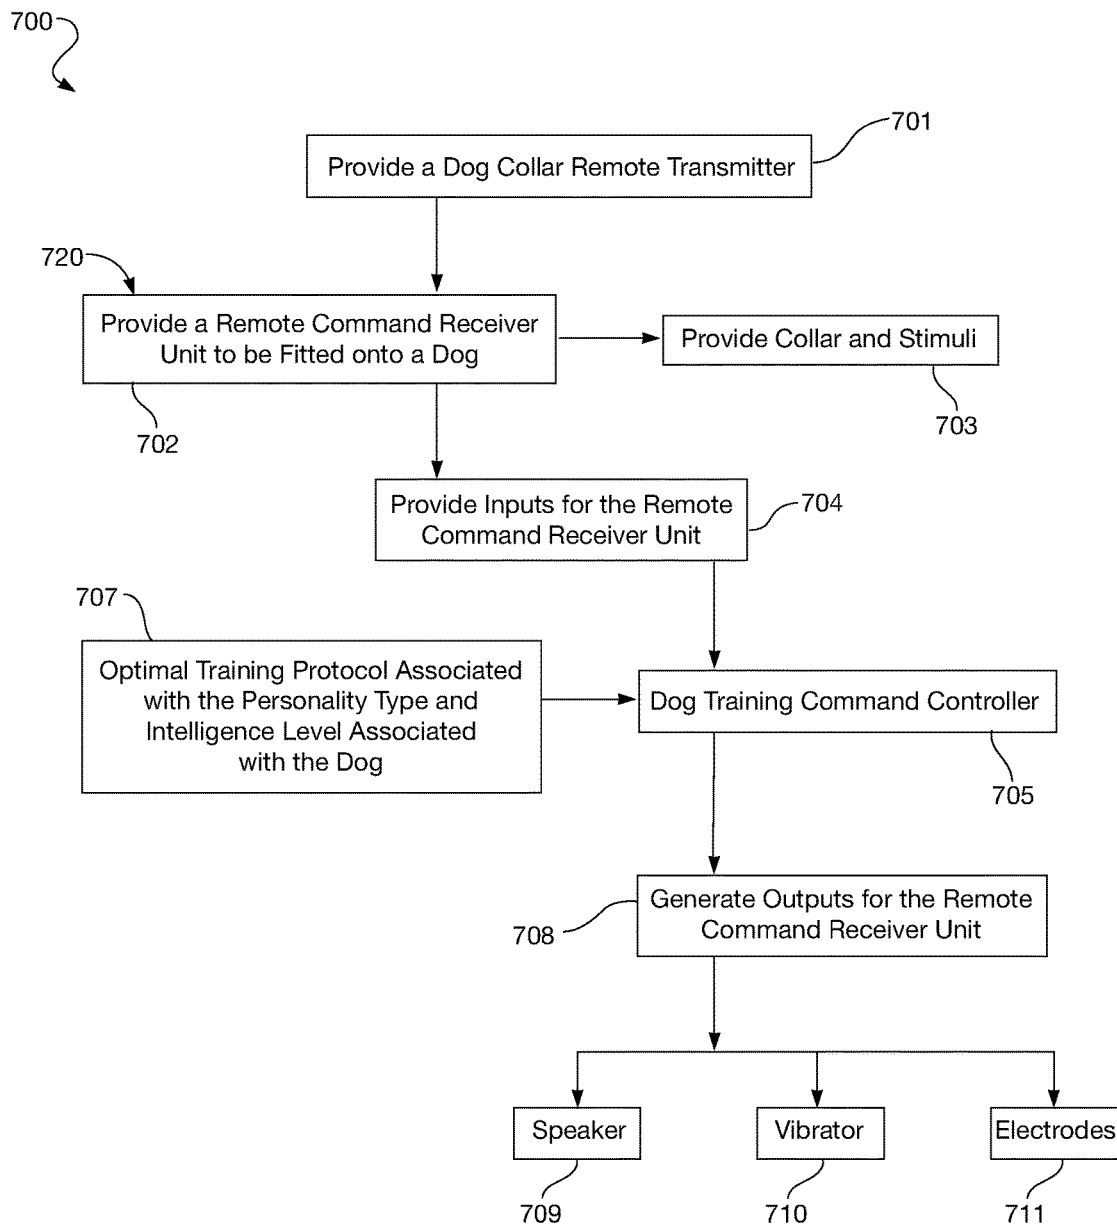 700
701
Provide a Dog Collar Remote Transmitter
720
Provide a Remote Command Receiver
Unit to be Fitted onto a Dog
Provide Collar and Stimuli
702
703
Provide Inputs for the Remote
Command Receiver Unit
704
707
Optimal Training Protocol Associated
with the Personality Type and
Intelligence Level Associated
with the Dog
Dog Training Command Controller
705
Generate Outputs for the Remote
Command Receiver Unit
708
Speaker
Vibrator
Electrodes
709
710
711